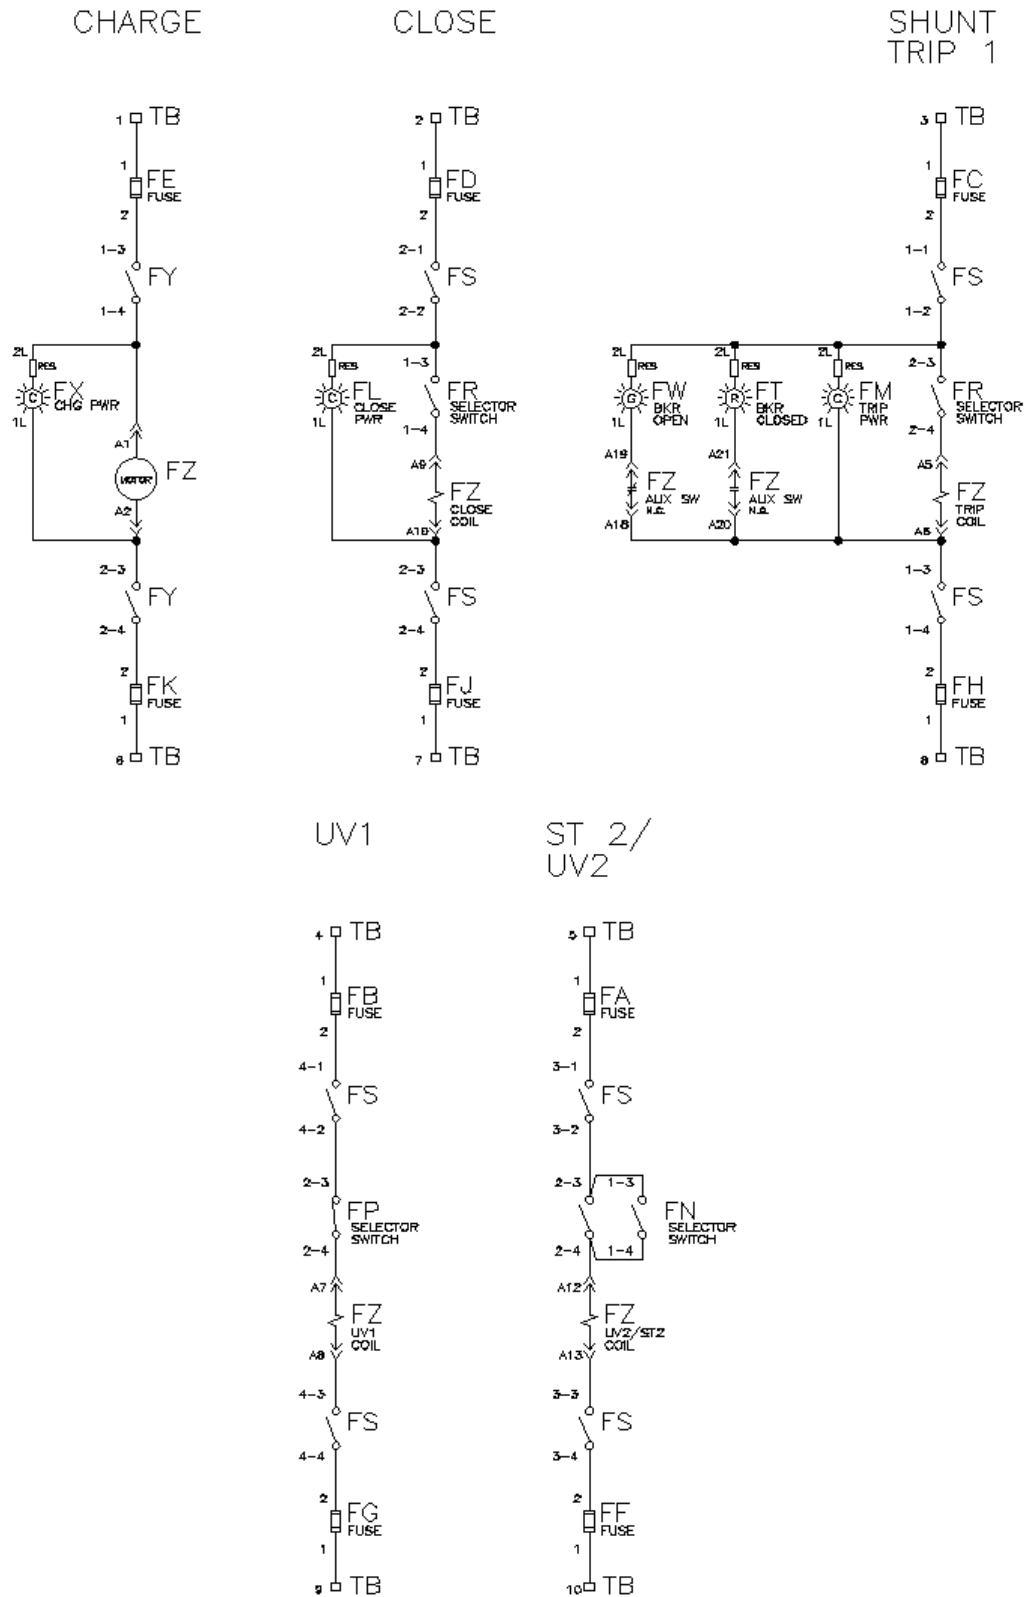 CHARGE
CLOSE
SHUNT
TRIP 1
1 TB
1
FE
FUSE
2
1-3
FY
1-4
2L
RES
FX
CHG PWR
1L
A1
MOTOR
FZ
A2
2-3
FY
2-4
2
FK
FUSE
1
6 TB
2 TB
1
FD
FUSE
2
2-1
FS
2-2
2L
RES
C
FL
CLOSE
PWR
1L
1-3
FR
SELECTOR
SWITCH
1-4
A9
FZ
CLOSE
COIL
A10
2-3
FS
2-4
2
FJ
FUSE
1
7 TB
3 TB
1
FC
FUSE
2
1-1
FS
1-2
2L
RES
G
FW
BKR
OPEN
1L
A19
FZ
AUX SW
A18
2L
RES
R
FT
BKR
CLOSED
1L
A21
FZ
AUX SW
A20
2L
RES
C
FM
TRIP
PWR
1L
2-3
FR
SELECTOR
SWITCH
2-4
A5
FZ
TRIP
COIL
A6
1-3
FS
1-4
2
FH
FUSE
1
8 TB
UV1
ST 2/
UV2
4 TB
1
FB
FUSE
2
4-1
FS
4-2
2-3
FP
SELECTOR
SWITCH
2-4
A7
FZ
UV1
COIL
A8
4-3
FS
4-4
2
FG
FUSE
1
9 TB
5 TB
1
FA
FUSE
2
3-1
FS
3-2
2-3
1-3
FN
SELECTOR
SWITCH
2-4
1-4
A12
FZ
UV2/ST2
COIL
A13
3-3
FS
3-4
2
FF
FUSE
1
10 TB